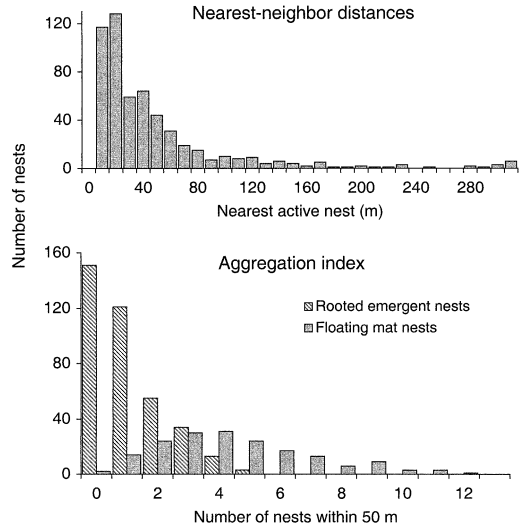 Nearest-neighbor distances
120
80
40
0
0 40 80 120 160 200 240 280
Nearest active nest (m)
Number of nests
Aggregation index
160
120
80
40
0
Rooted emergent nests
Floating mat nests
0 2 4 6 8 10 12
Number of nests within 50 m